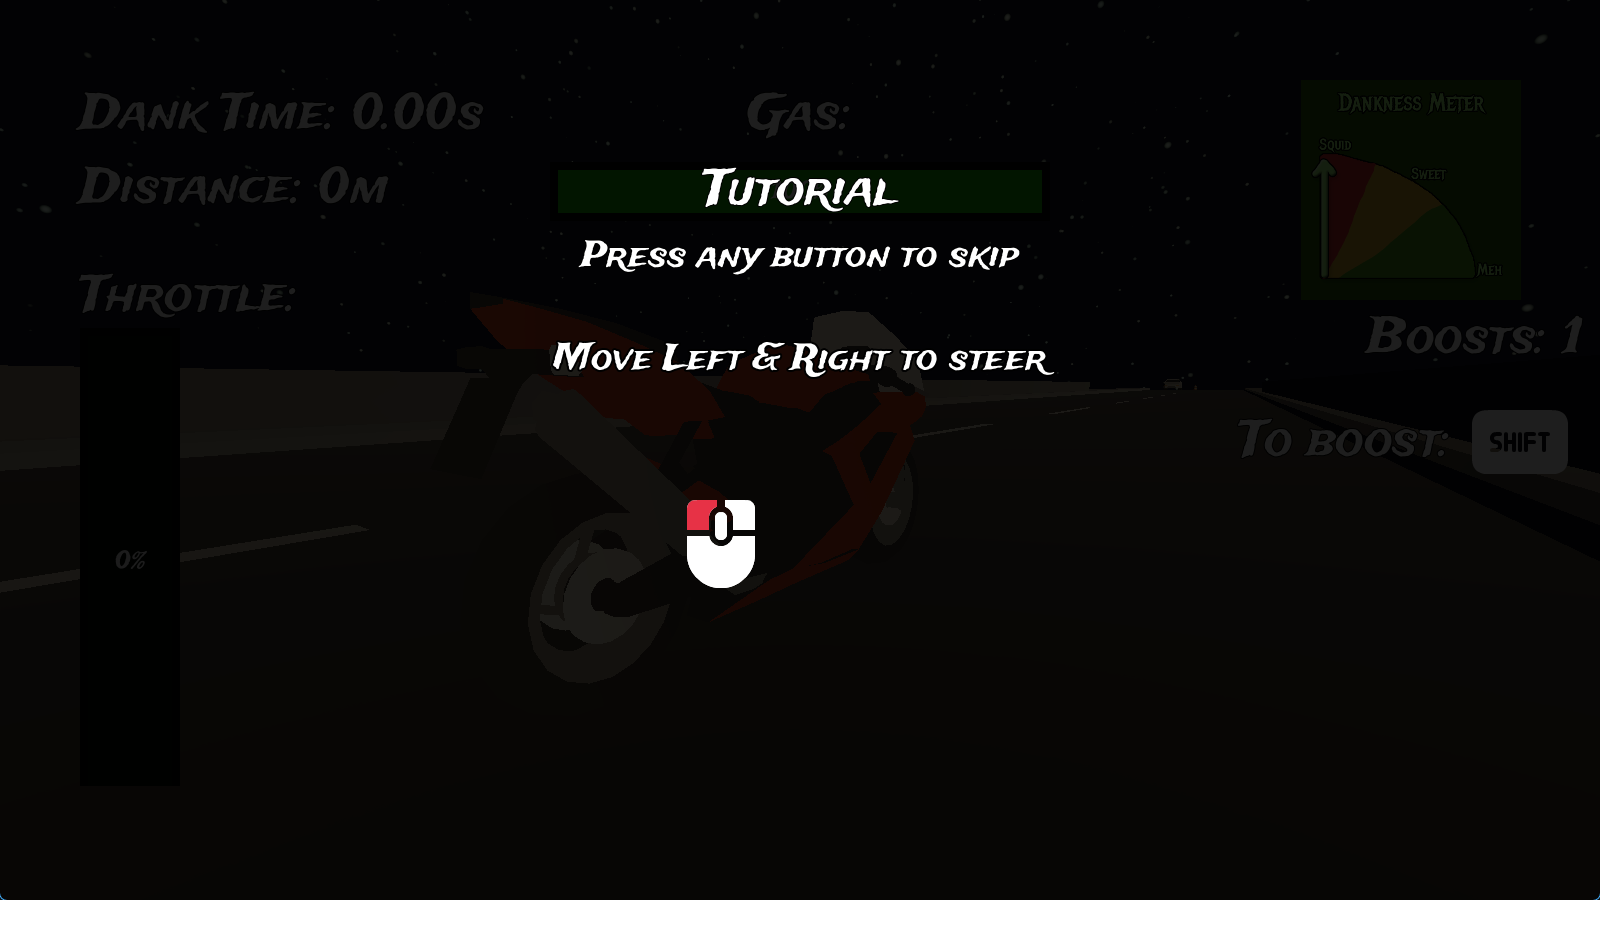 Dank Time: 0.00s
Gas:
Distance: 0m
Throttle:
0%
Tutorial
Press any button to skip
Move Left & Right to steer
Dankness Meter
Squid
Sweet
Meh
Boosts: 1
To boost: SHIFT